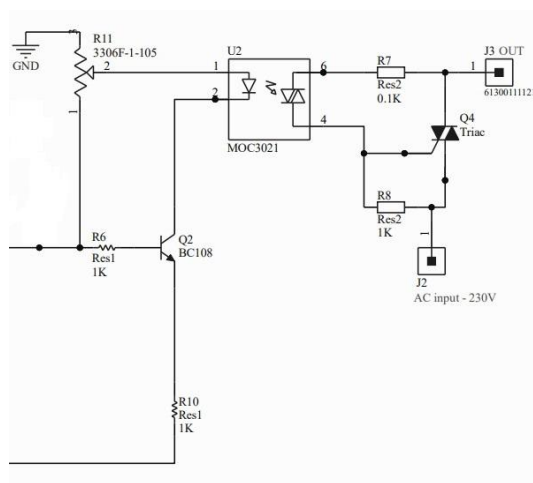 3
R11
3306F-1-105
GND
2
1
U2
1
2
6
4
MOC3021
R7
Res2
0.1K
1
J3 OUT
61300111121
Q4
Triac
R8
Res2
1K
1
J2
AC input - 230V
R6
Res1
1K
Q2
BC108
R10
Res1
1K